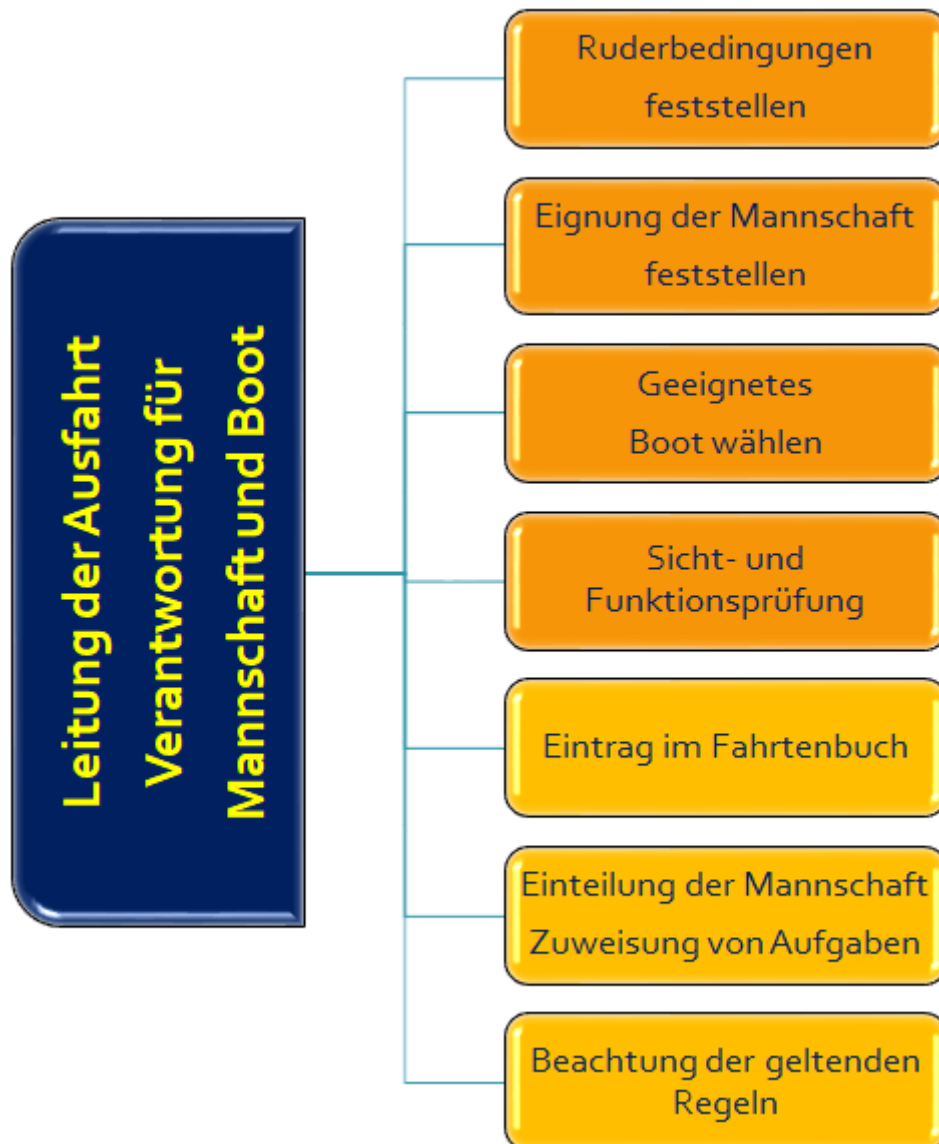 Leitung der Ausfahrt
Verantwortung für
Mannschaft und Boot
Ruderbedingungen
feststellen
Eignung der Mannschaft
feststellen
Geeignetes
Boot wählen
Sicht- und
Funktionsprüfung
Eintrag im Fahrtenbuch
Einteilung der Mannschaft
Zuweisung von Aufgaben
Beachtung der geltenden
Regeln